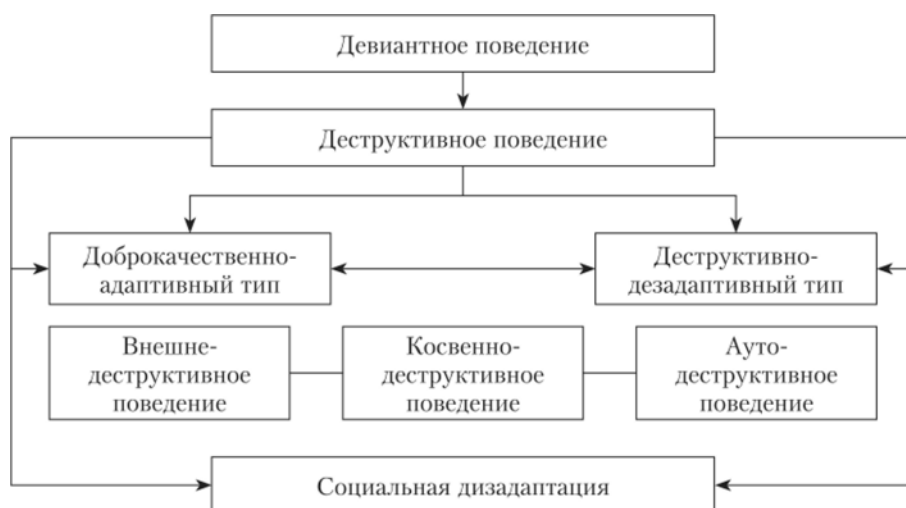 Девиантное поведение
Деструктивное поведение
Доброкачественно-
адаптивный тип
Деструктивно-
дезадаптивный тип
Внешне-
деструктивное
поведение
Косвенно-
деструктивное
поведение
Ауто-
деструктивное
поведение
Социальная дизадаптация